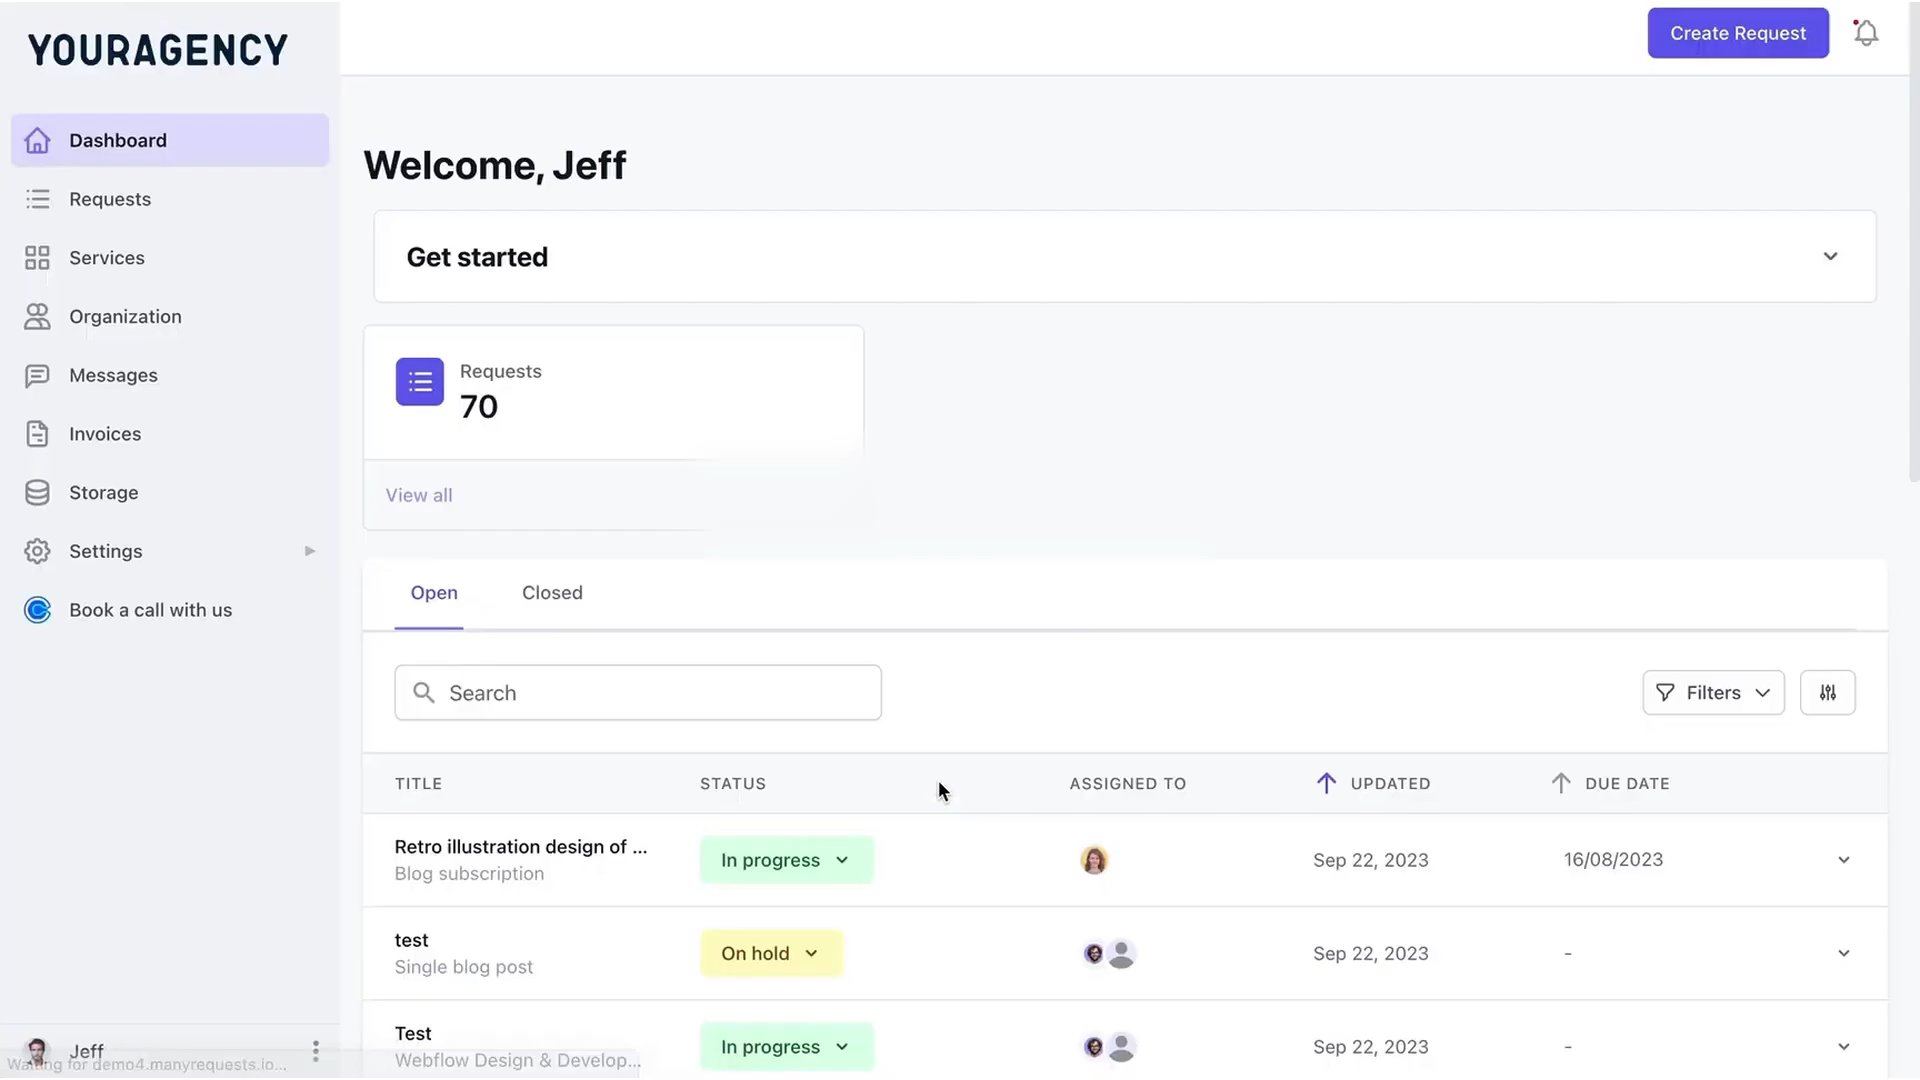 YOURAGENCY
Create Request
Dashboard
Requests
Services
Organization
Messages
Invoices
Storage
Settings
Book a call with us
Jeff
Waiting for demo4.manyrequests.io...
Welcome, Jeff
Get started
Requests
70
View all
Open Closed
Search
Filters
TITLE STATUS ASSIGNED TO UPDATED DUE DATE
Retro illustration design of ...
Blog subscription
In progress
Sep 22, 2023
16/08/2023
test
Single blog post
On hold
Sep 22, 2023
-
Test
Webflow Design & Develop...
In progress
Sep 22, 2023
-